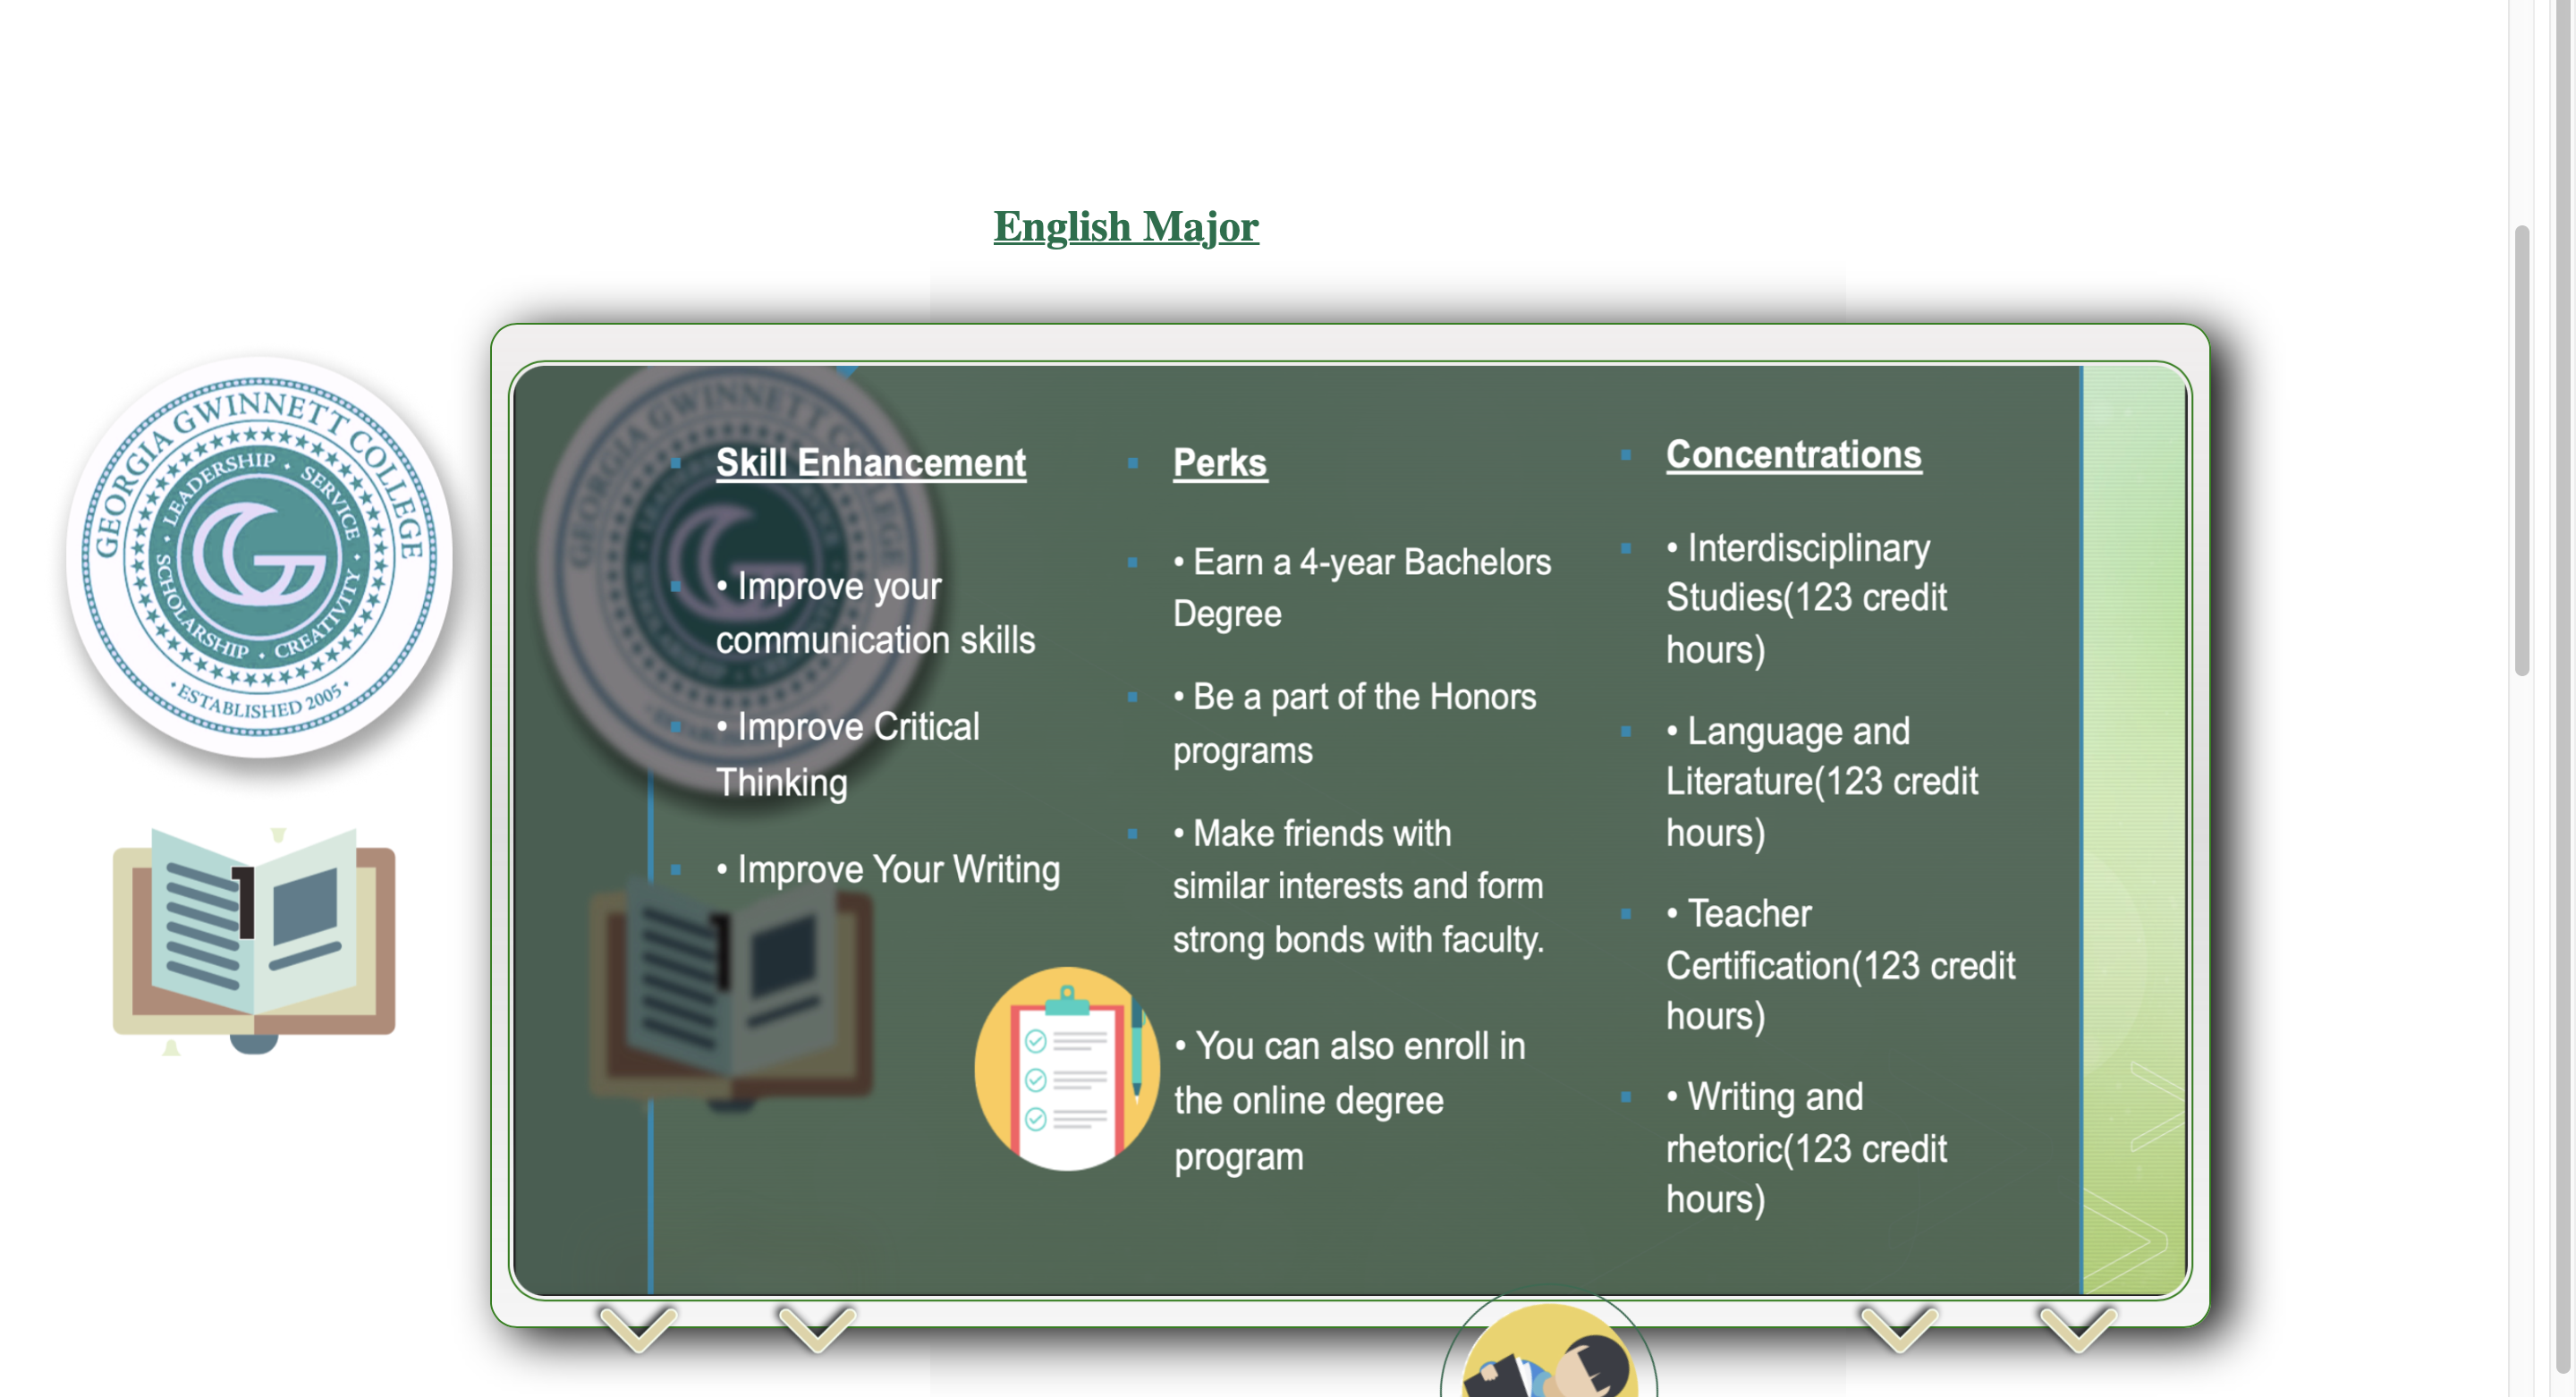 English Major
GEORGIA GWINNETT COLLEGE
LEADERSHIP • SERVICE
SCHOLARSHIP • CREATIVITY
• ESTABLISHED 2005 •
GEORGIA GWINNETT COLLEGE
Skill Enhancement
• Improve your
communication skills
• Improve Critical
Thinking
• Improve Your Writing
Perks
• Earn a 4-year Bachelors
Degree
• Be a part of the Honors
programs
• Make friends with
similar interests and form
strong bonds with faculty.
• You can also enroll in
the online degree
program
Concentrations
• Interdisciplinary
Studies(123 credit
hours)
• Language and
Literature(123 credit
hours)
• Teacher
Certification(123 credit
hours)
• Writing and
rhetoric(123 credit
hours)